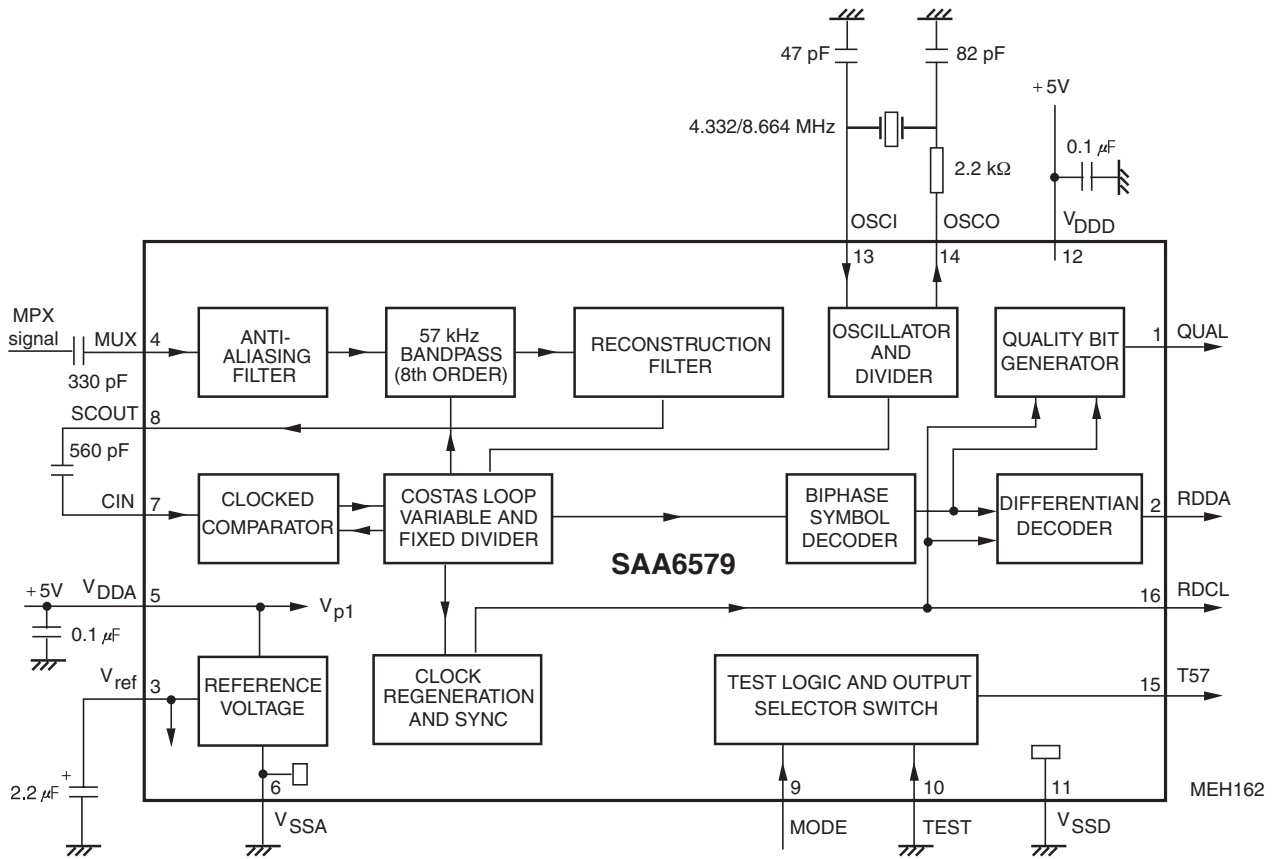 47 pF
82 pF
+5V
4.332/8.664 MHz
0.1 μF
2.2 kΩ
OSCI
OSCO
VDDD
13
14
12
MPX
signal
MUX
4
330 pF
ANTI-
ALIASING
FILTER
57 kHz
BANDPASS
(8th ORDER)
RECONSTRUCTION
FILTER
OSCILLATOR
AND
DIVIDER
QUALITY BIT
GENERATOR
1
QUAL
SCOUT
8
560 pF
CIN
7
CLOCKED
COMPARATOR
COSTAS LOOP
VARIABLE AND
FIXED DIVIDER
BIPHASE
SYMBOL
DECODER
DIFFERENTIAN
DECODER
2
RDDA
SAA6579
+5V
VDDA
5
Vp1
16
RDCL
0.1 μF
Vref
3
REFERENCE
VOLTAGE
CLOCK
REGENERATION
AND SYNC
TEST LOGIC AND OUTPUT
SELECTOR SWITCH
15
T57
2.2 μF
+
6
9
10
11
MEH162
VSSA
MODE
TEST
VSSD